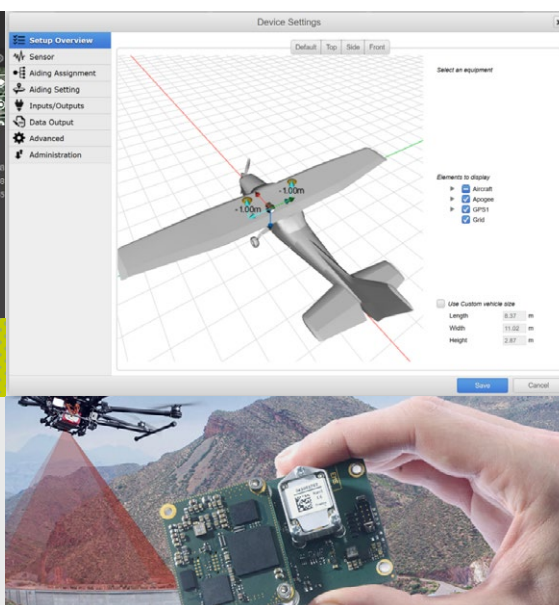 Device Settings
Setup Overview
Sensor
Aiding Assignment
Aiding Setting
Inputs/Outputs
Data Output
Advanced
Administration
Default Top Side Front
-1.00m
-1.00m
Select an equipment
Elements to display
Aircraft
Apogee
GPS1
Grid
Use Custom vehicle size
Length 8.37 m
Width 11.02 m
Height 2.87 m
Save Cancel